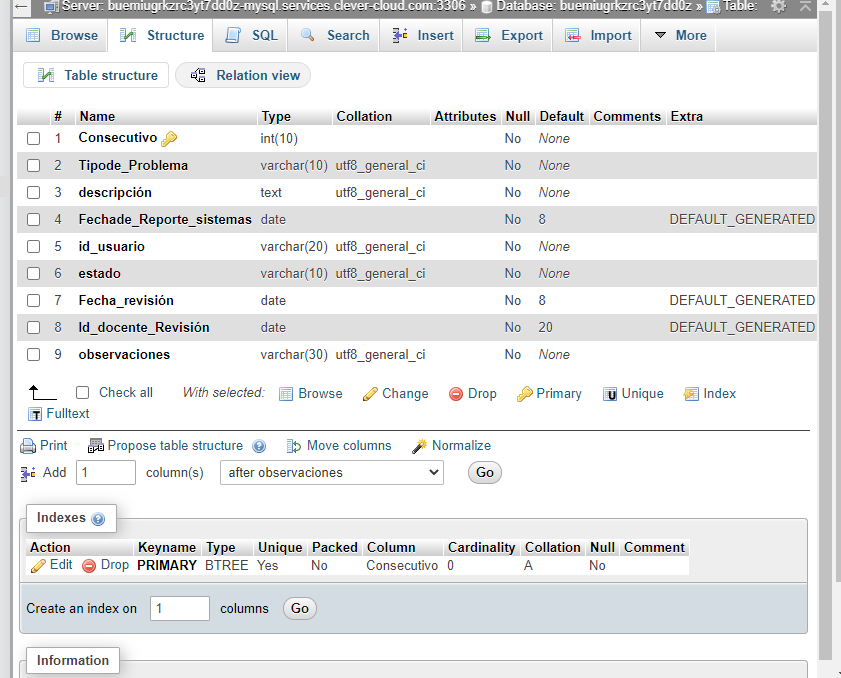 Server: buemiugrkzrc3yt7dd0z-mysql.services.clever-cloud.com:3306 » Database: buemiugrkzrc3yt7dd0z » Table:
Browse Structure SQL Search Insert Export Import More
Table structure Relation view
# Name Type Collation Attributes Null Default Comments Extra
1 Consecutivo int(10) No None
2 Tipode_Problema varchar(10) utf8_general_ci No None
3 descripción text utf8_general_ci No None
4 Fechade_Reporte_sistemas date No 8 DEFAULT_GENERATED
5 id_usuario varchar(20) utf8_general_ci No None
6 estado varchar(10) utf8_general_ci No None
7 Fecha_revisión date No 8 DEFAULT_GENERATED
8 Id_docente_Revisión date No 20 DEFAULT_GENERATED
9 observaciones varchar(30) utf8_general_ci No None
Check all With selected: Browse Change Drop Primary Unique Index
Fulltext
Print Propose table structure Move columns Normalize
Add 1 column(s) after observaciones Go
Indexes
Action Keyname Type Unique Packed Column Cardinality Collation Null Comment
Edit Drop PRIMARY BTREE Yes No Consecutivo 0 A No
Create an index on 1 columns Go
Information